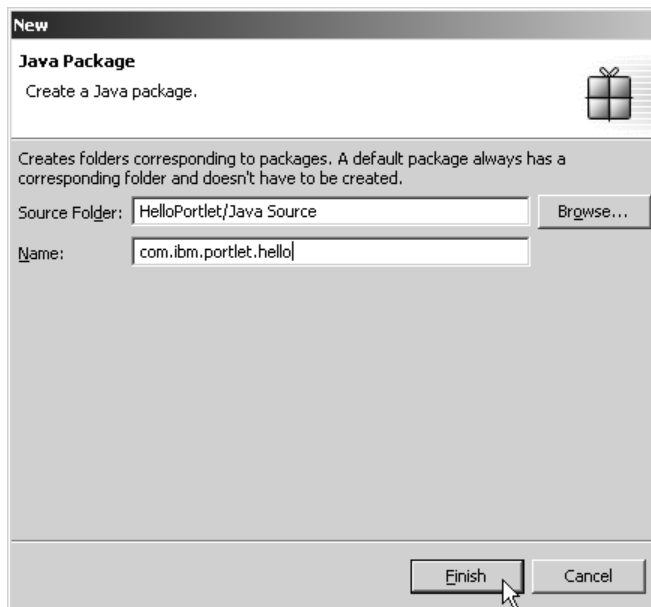 New
Java Package
Create a Java package.
Creates folders corresponding to packages. A default package always has a
corresponding folder and doesn't have to be created.
Source Folder: HelloPortlet/Java Source Browse...
Name: com.ibm.portlet.hello
Finish Cancel